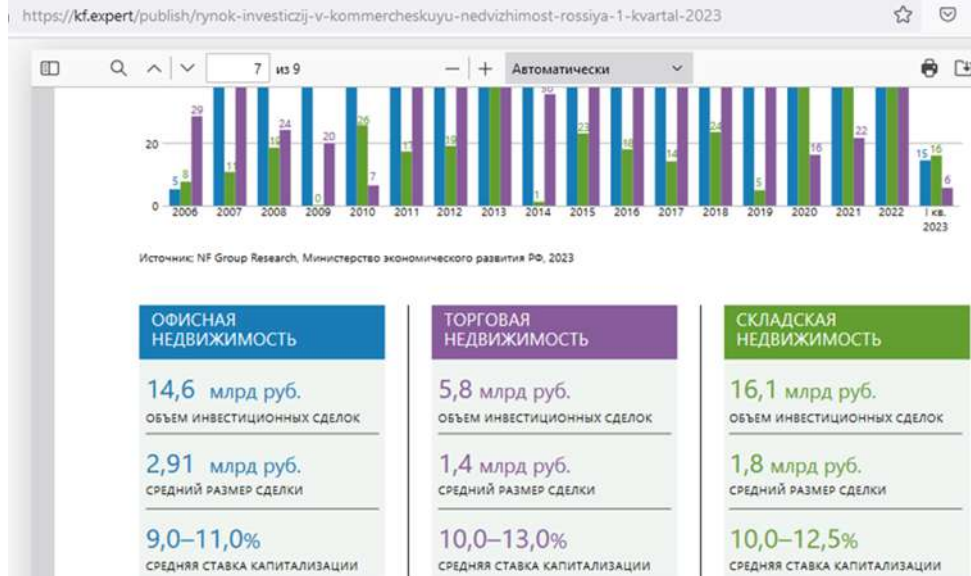 https://kf.expert/publish/rynok-investiczij-v-kommercheskuyu-nedvizhimost-rossiya-1-kvartal-2023
7 из 9 Автоматически
29 24 20 26 7 19 1 23 18 14 24 5 16 22 15 16 6
20
5 8 11 0
0
2006 2007 2008 2009 2010 2011 2012 2013 2014 2015 2016 2017 2018 2019 2020 2021 2022 I кв. 2023
Источник: NF Group Research, Министерство экономического развития РФ, 2023
ОФИСНАЯ НЕДВИЖИМОСТЬ
14,6 млрд руб.
ОБЪЕМ ИНВЕСТИЦИОННЫХ СДЕЛОК
2,91 млрд руб.
СРЕДНИЙ РАЗМЕР СДЕЛКИ
9,0–11,0%
СРЕДНЯЯ СТАВКА КАПИТАЛИЗАЦИИ
ТОРГОВАЯ НЕДВИЖИМОСТЬ
5,8 млрд руб.
ОБЪЕМ ИНВЕСТИЦИОННЫХ СДЕЛОК
1,4 млрд руб.
СРЕДНИЙ РАЗМЕР СДЕЛКИ
10,0–13,0%
СРЕДНЯЯ СТАВКА КАПИТАЛИЗАЦИИ
СКЛАДСКАЯ НЕДВИЖИМОСТЬ
16,1 млрд руб.
ОБЪЕМ ИНВЕСТИЦИОННЫХ СДЕЛОК
1,8 млрд руб.
СРЕДНИЙ РАЗМЕР СДЕЛКИ
10,0–12,5%
СРЕДНЯЯ СТАВКА КАПИТАЛИЗАЦИИ